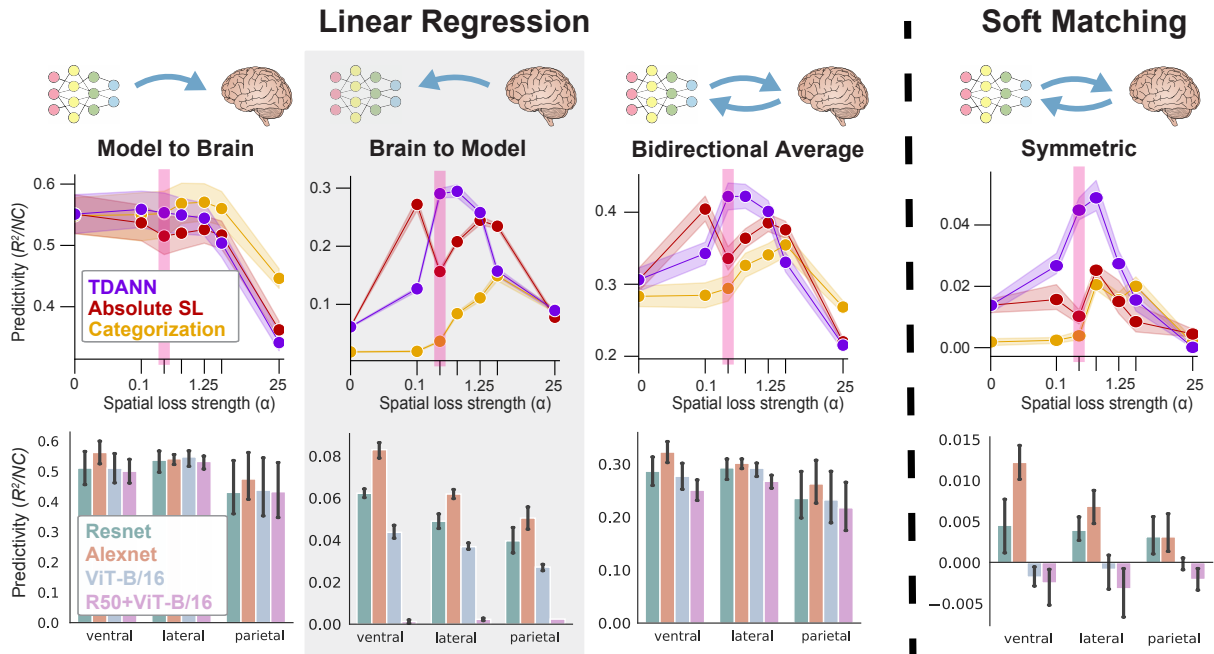 Linear Regression
Soft Matching
Model to Brain
Brain to Model
Bidirectional Average
Symmetric
Predictivity (R²/NC)
0.6
0.5
0.4
TDANN
Absolute SL
Categorization
0
0.1
1.25
25
Spatial loss strength (α)
0.3
0.2
0.1
0
0.1
1.25
25
Spatial loss strength (α)
0.4
0.3
0.2
0
0.1
1.25
25
Spatial loss strength (α)
0.04
0.02
0.00
0
0.1
1.25
25
Spatial loss strength (α)
Predictivity (R²/NC)
0.6
0.5
0.4
0.3
0.2
0.1
0.0
Resnet
Alexnet
ViT-B/16
R50+ViT-B/16
ventral
lateral
parietal
0.08
0.06
0.04
0.02
0.00
ventral
lateral
parietal
0.30
0.20
0.10
0.00
ventral
lateral
parietal
0.015
0.010
0.005
0.000
−0.005
ventral
lateral
parietal